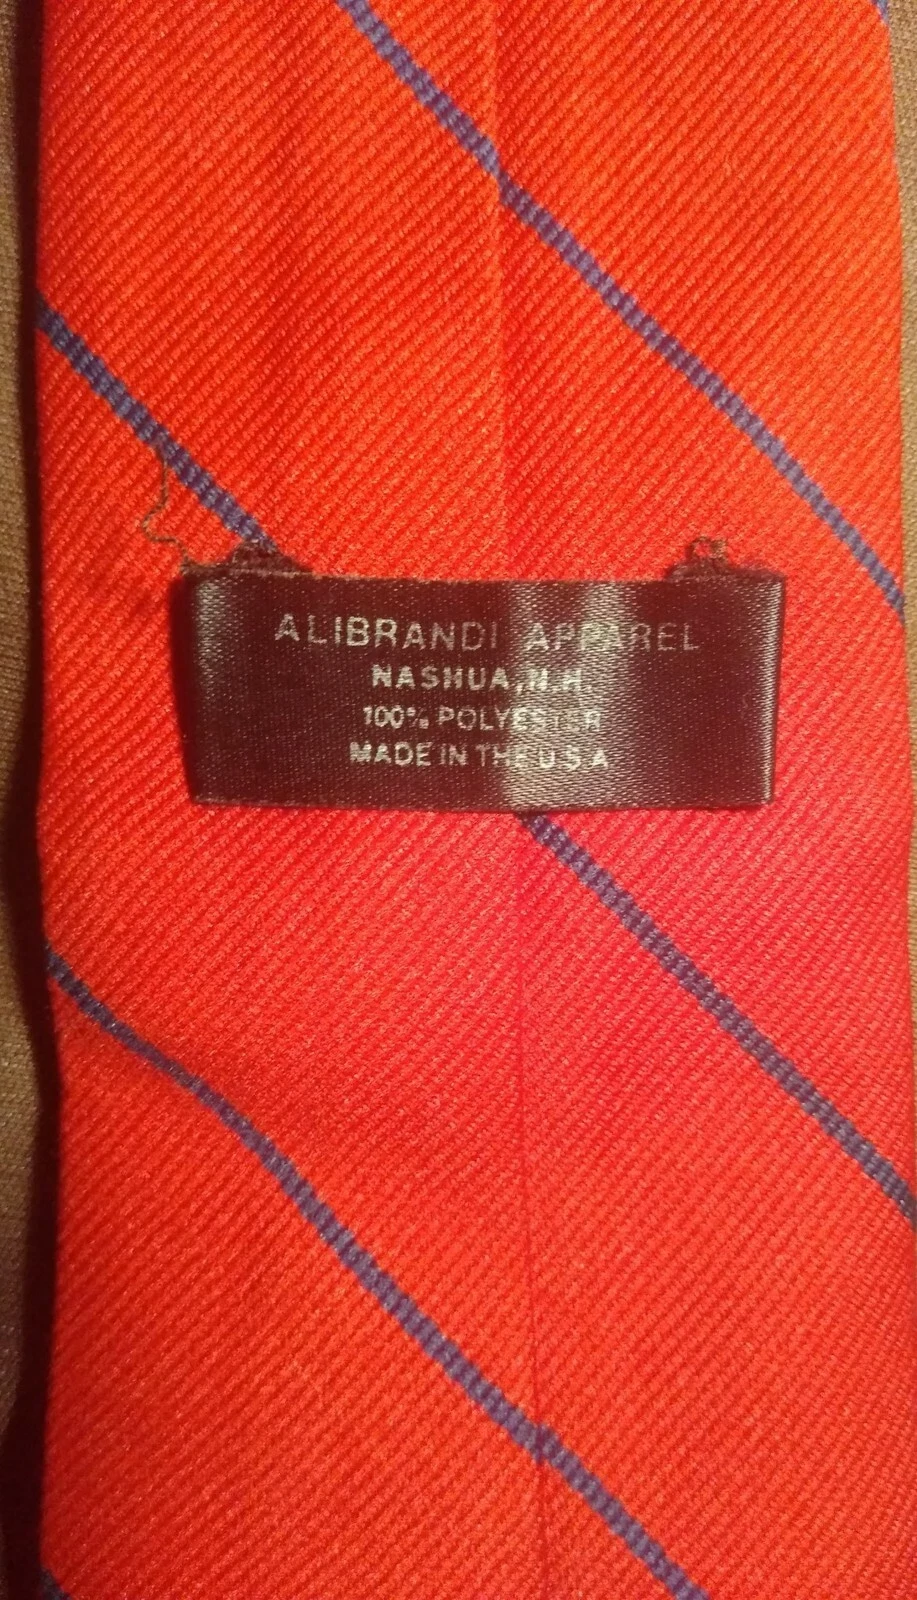 ALIBRANDI APPAREL
NASHUA, N.H.
100% POLYESTER
MADE IN THE U.S.A